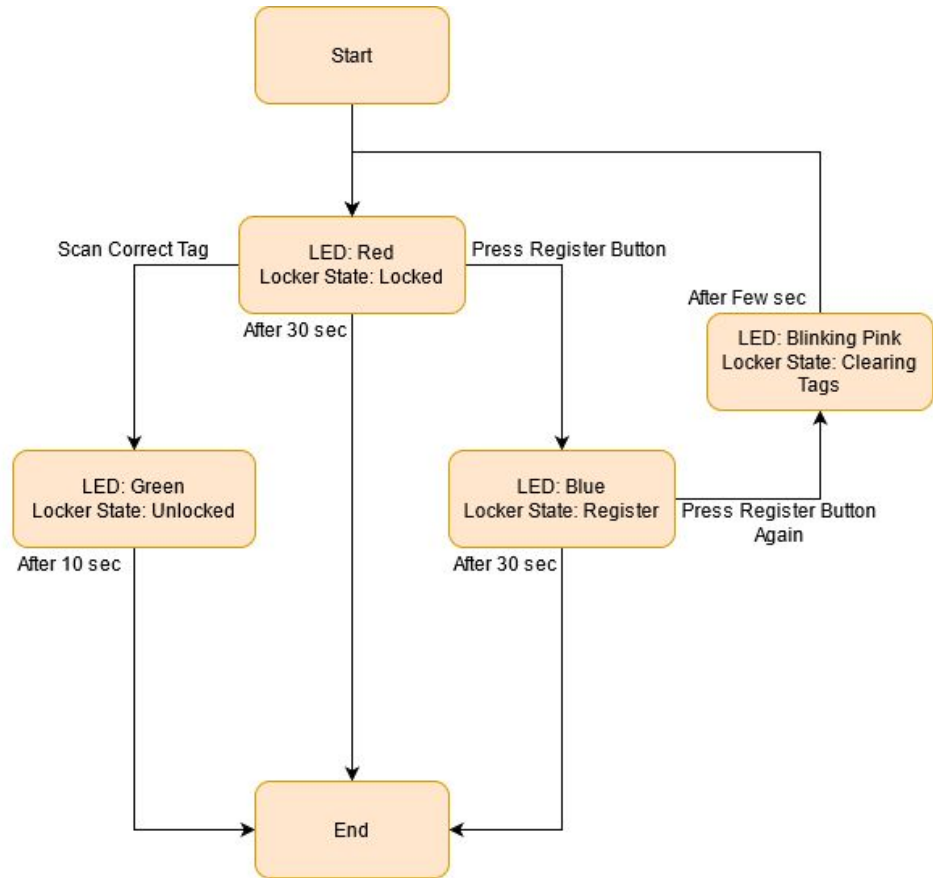 Start
Scan Correct Tag
LED: Red
Locker State: Locked
Press Register Button
After 30 sec
After Few sec
LED: Blinking Pink
Locker State: Clearing
Tags
LED: Green
Locker State: Unlocked
LED: Blue
Locker State: Register
Press Register Button
Again
After 10 sec
After 30 sec
End